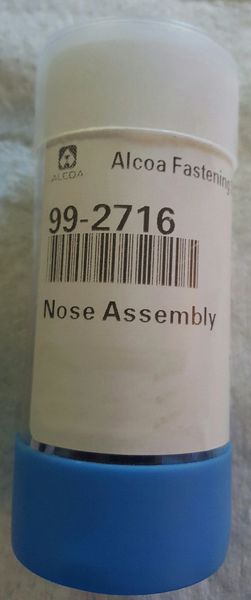 ALCOA
Alcoa Fastening
99-2716
Nose Assembly